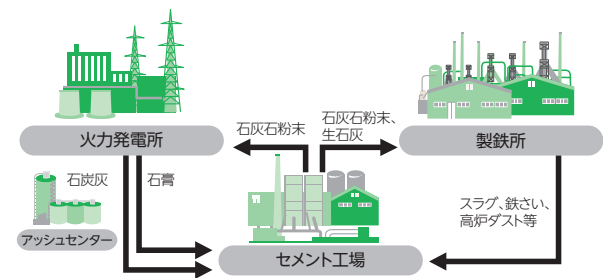 火力発電所
石灰石粉末
石灰石粉末、
生石灰
製鉄所
石炭灰
石膏
アッシュセンター
スラグ、鉄さい、
高炉ダスト等
セメント工場